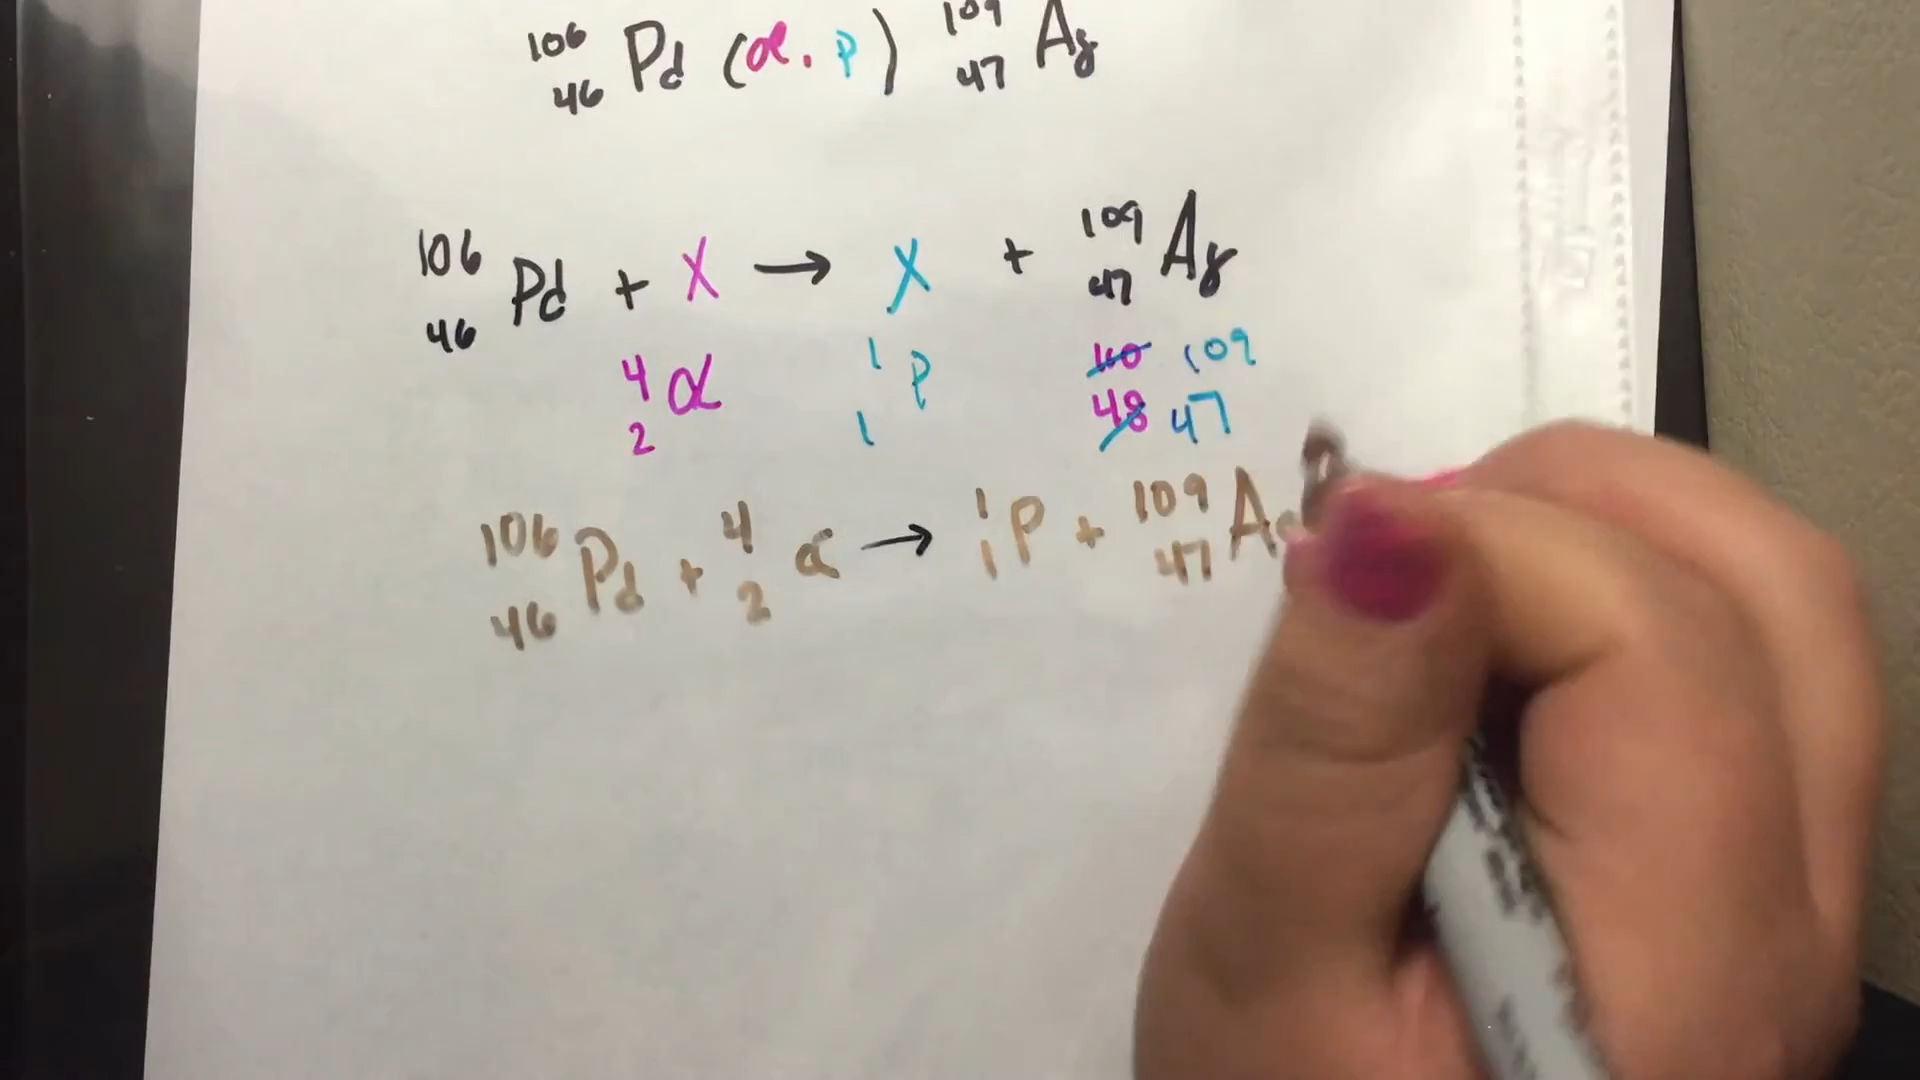 106 46 Pd (α, p) 109 47 Ag
106 46 Pd + X → X + 109 47 Ag
4 2 α 1 1 p 110 109
48 47
106 46 Pd + 4 2 α → 1 1 p + 109 47 Ag